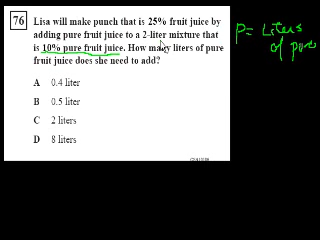 76 Lisa will make punch that is 25% fruit juice by
adding pure fruit juice to a 2-liter mixture that
is 10% pure fruit juice. How many liters of pure
fruit juice does she need to add?
A 0.4 liter
B 0.5 liter
C 2 liters
D 8 liters
P= Liters
of pure